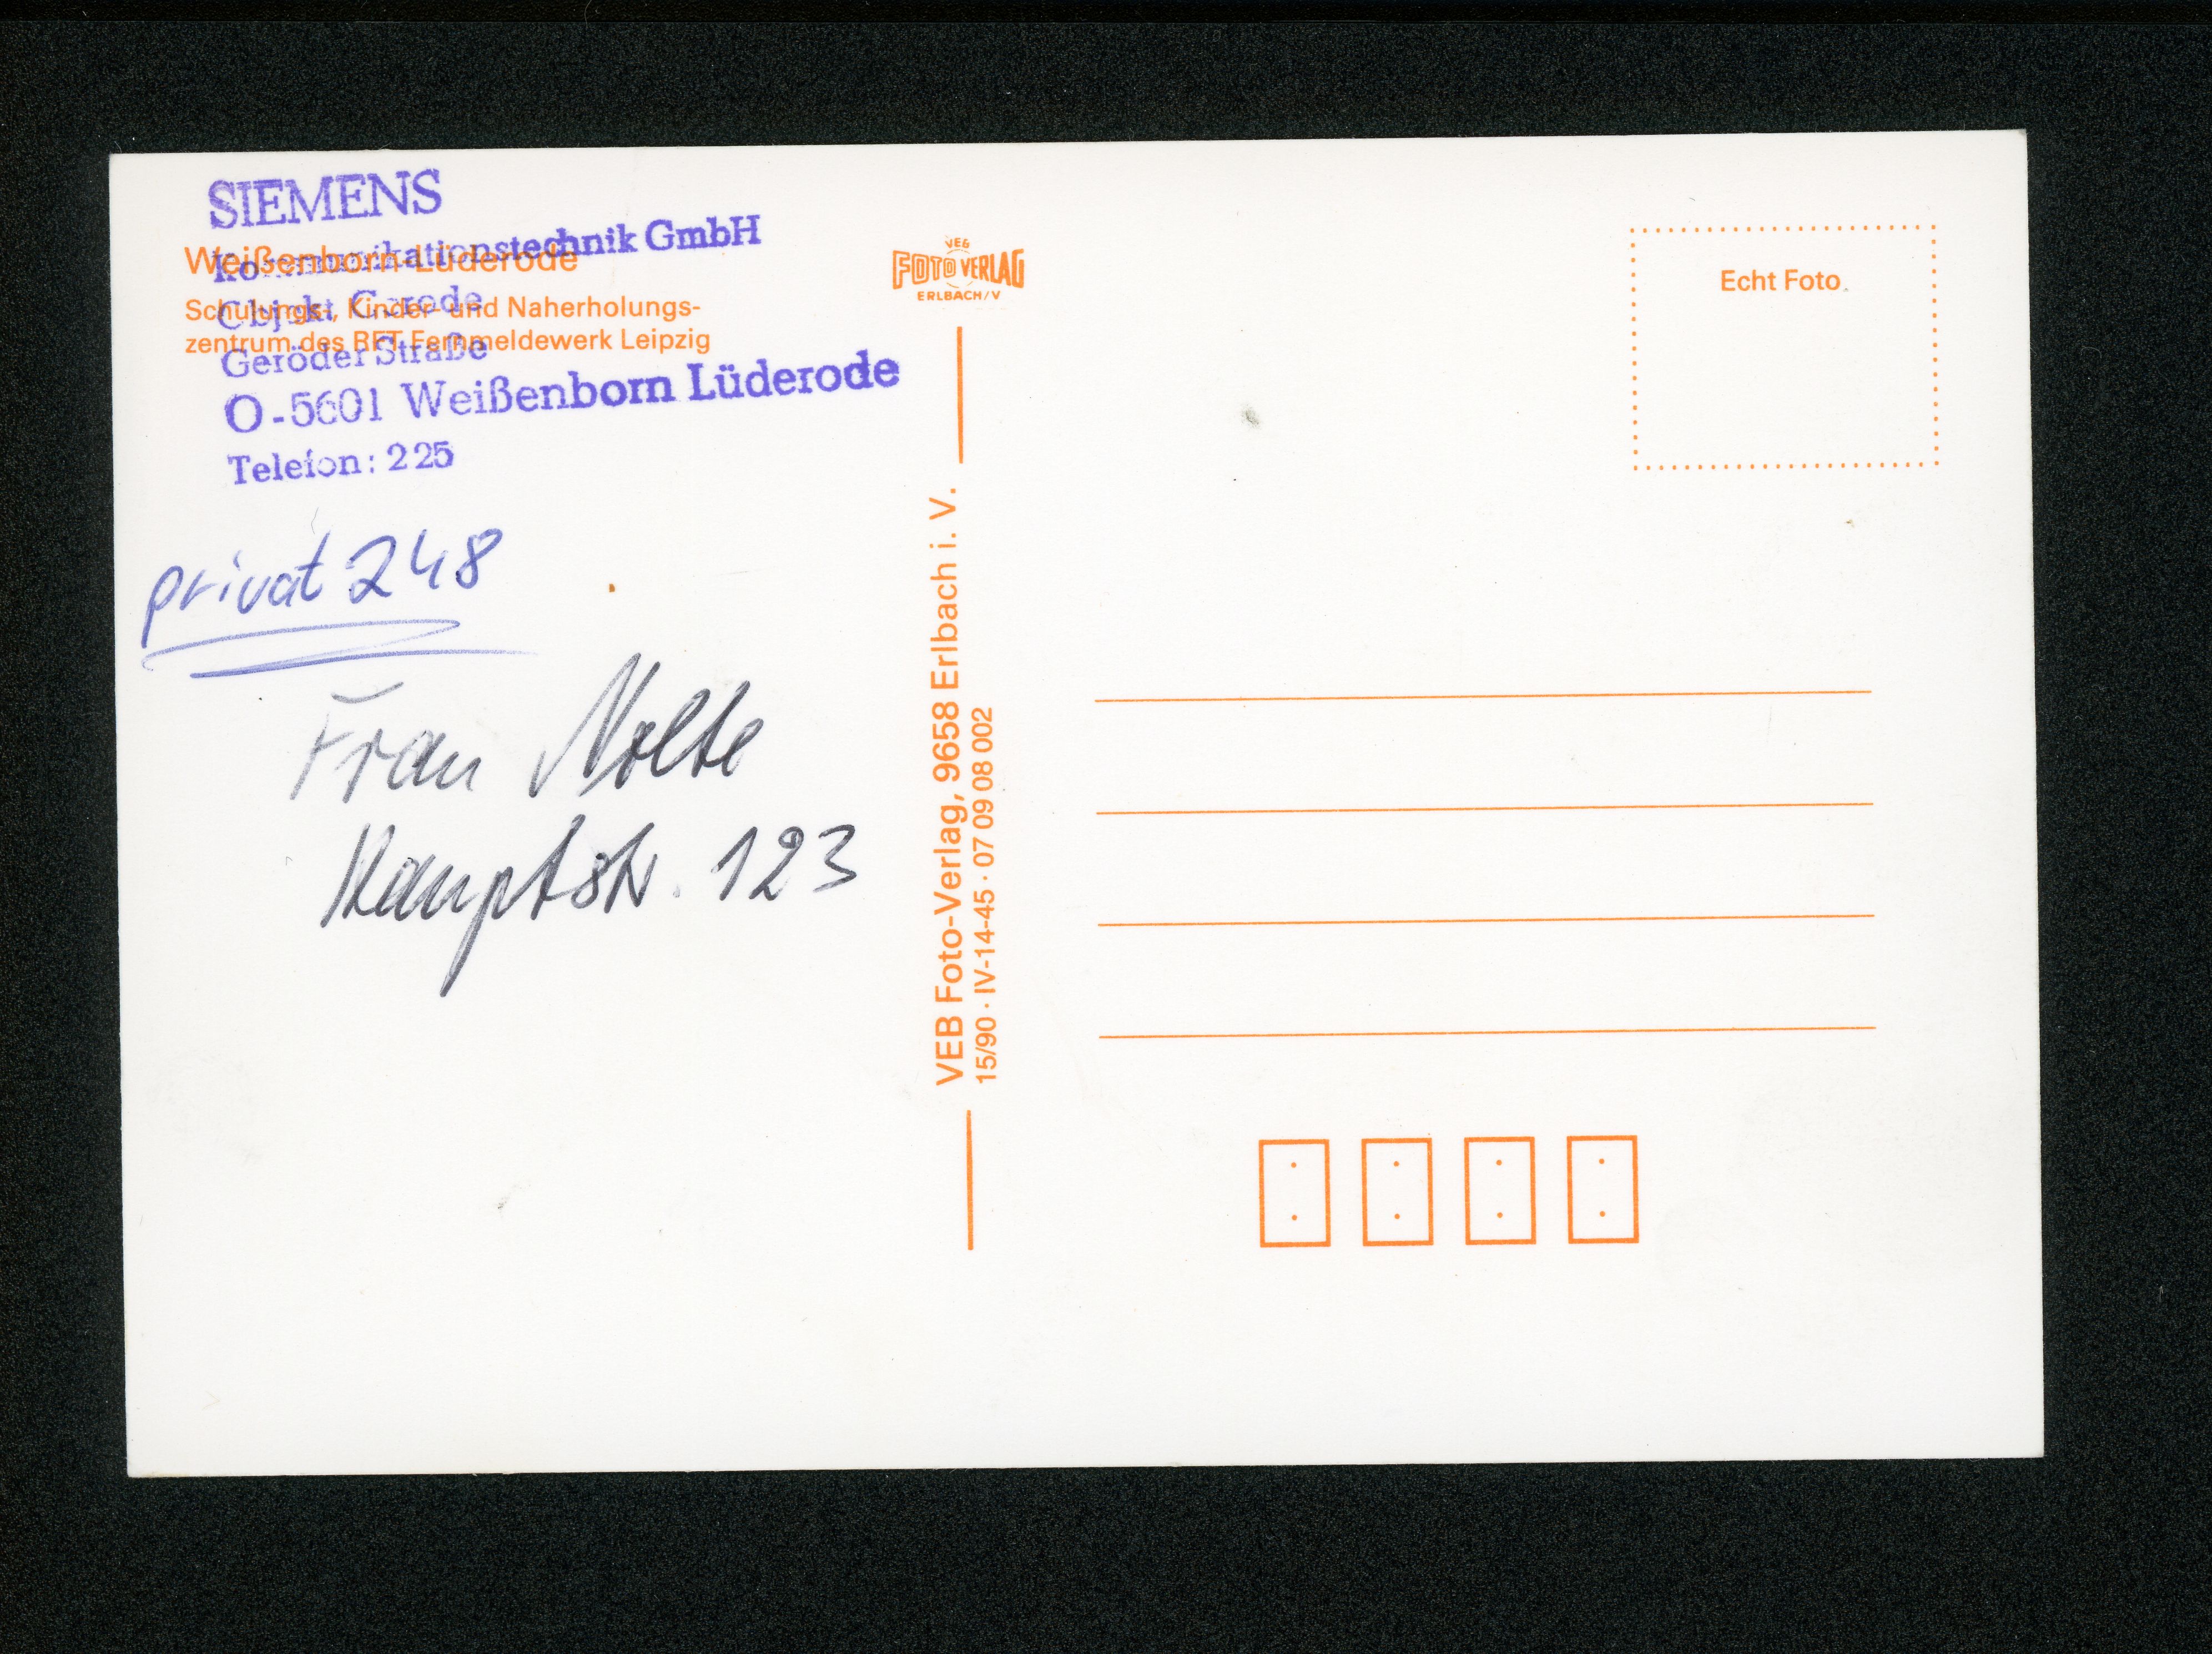 SIEMENS
Kommunikationstechnik GmbH
Objekt Gerode
Geröder Straße
O-5601 Weißenborn Lüderode
Telefon: 225
Weißenborn-Lüderode
Schulungs-, Kinder- und Naherholungs-
zentrum des RFT Fernmeldewerk Leipzig
privat 248
Frau Nolte
Hauptstr. 123
VEB
FOTO VERLAG
ERLBACH/V
VEB Foto-Verlag, 9658 Erlbach i. V.
15/90 · IV-14-45 · 07 09 08 002
Echt Foto